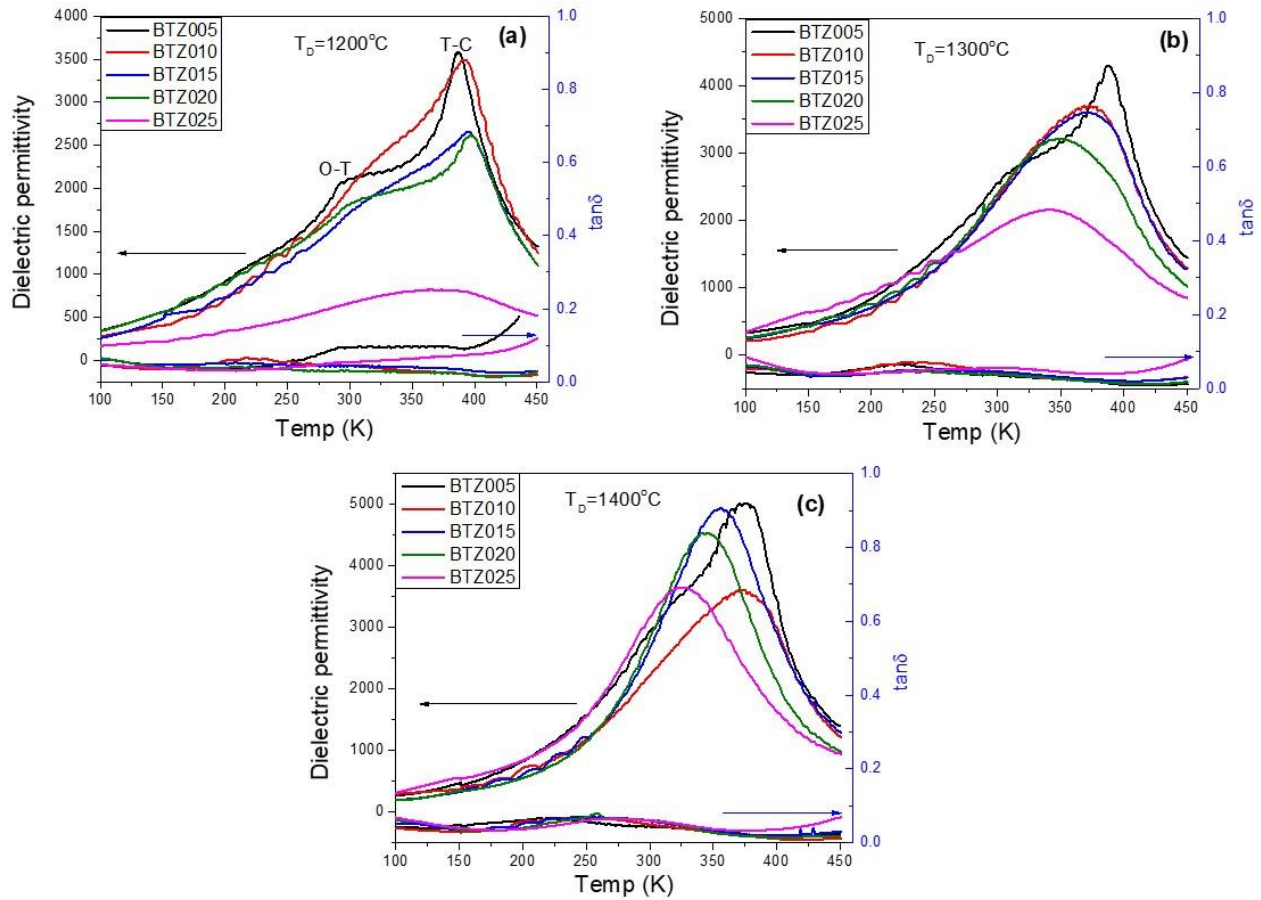 (a)
T_D=1200°C
T-C
O-T
BTZ005
BTZ010
BTZ015
BTZ020
BTZ025
Dielectric permittivity
4000
3500
3000
2500
2000
1500
1000
500
0
1.0
0.8
0.6
0.4
0.2
0.0
tanδ
100 150 200 250 300 350 400 450
Temp (K)
(b)
T_D=1300°C
BTZ005
BTZ010
BTZ015
BTZ020
BTZ025
Dielectric permittivity
5000
4000
3000
2000
1000
0
1.0
0.8
0.6
0.4
0.2
0.0
tanδ
100 150 200 250 300 350 400 450
Temp (K)
(c)
T_D=1400°C
BTZ005
BTZ010
BTZ015
BTZ020
BTZ025
Dielectric permittivity
5000
4000
3000
2000
1000
0
1.0
0.8
0.6
0.4
0.2
0.0
tanδ
100 150 200 250 300 350 400 450
Temp (K)